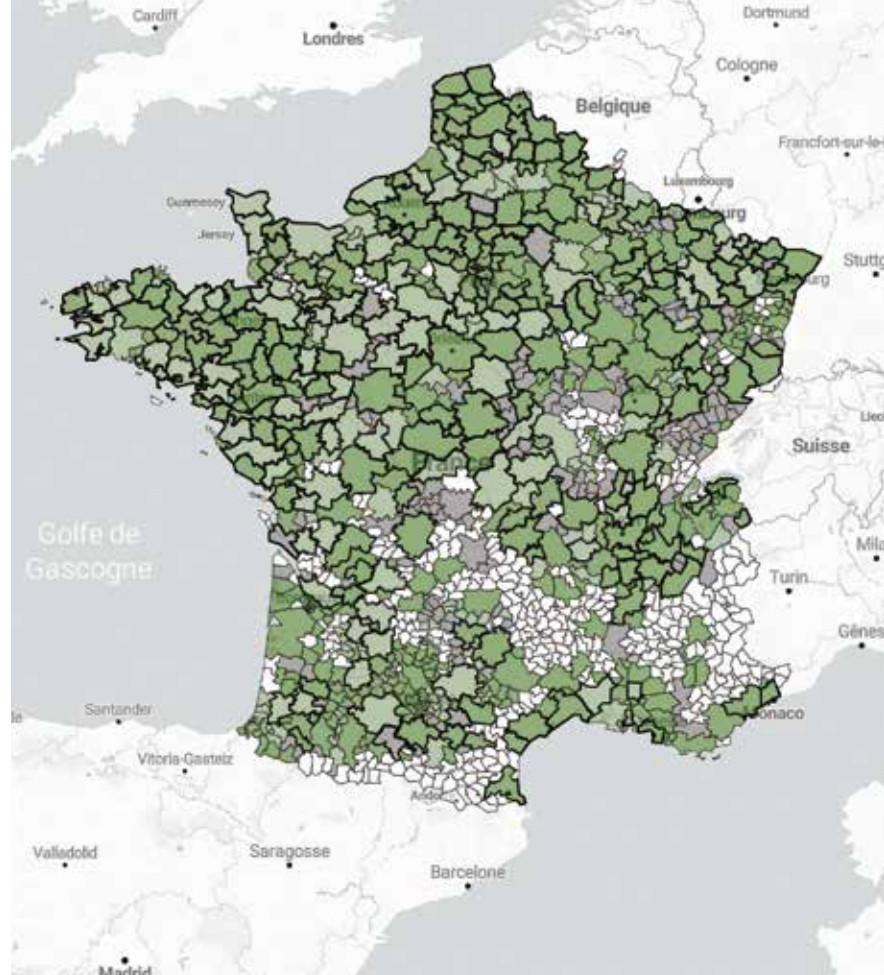 Cardiff
Londres
Dortmund
Cologne
Belgique
Francfort-sur-le-
Luxembourg
Guernesey
Jersey
Stuttg
Suisse
Golfe de
Gascogne
Mila
Turin
Gênes
Monaco
Santander
Vitoria-Gasteiz
Valladolid
Saragosse
Barcelone
Madrid